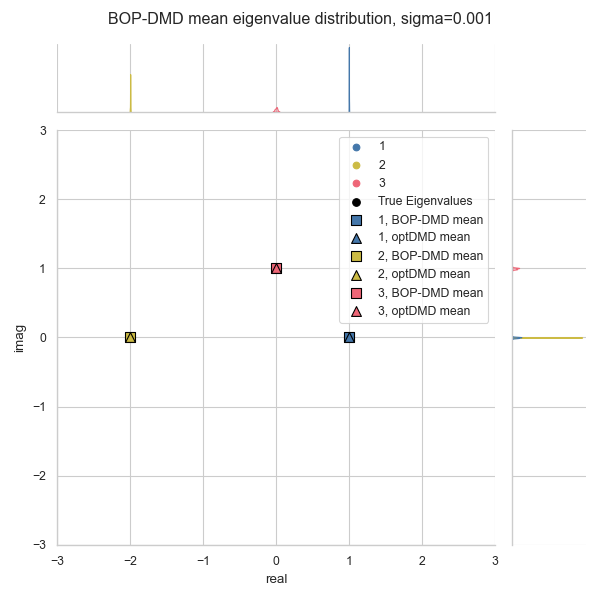 BOP-DMD mean eigenvalue distribution, sigma=0.001
3
2
1
0
−1
−2
−3
imag
1
2
3
True Eigenvalues
1, BOP-DMD mean
1, optDMD mean
2, BOP-DMD mean
2, optDMD mean
3, BOP-DMD mean
3, optDMD mean
−3 −2 −1 0 1 2 3
real